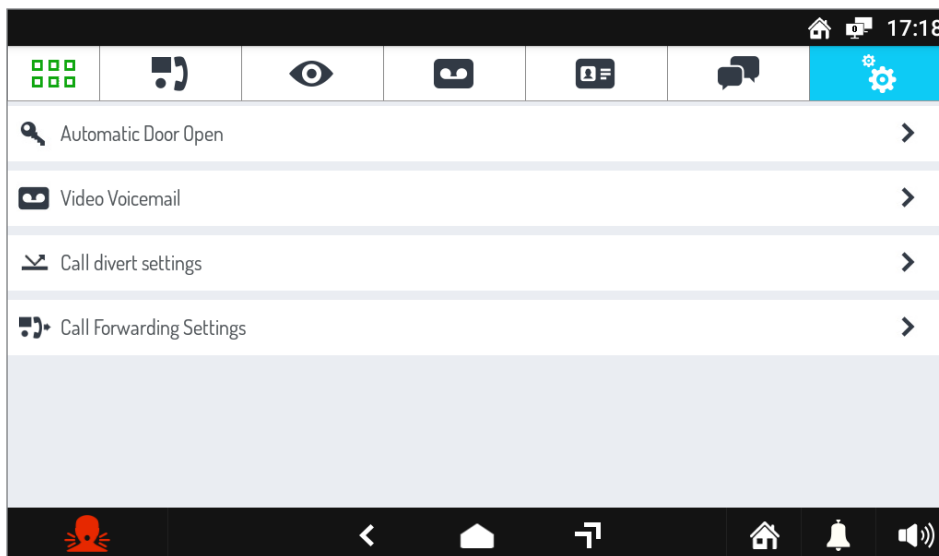 17:18
Automatic Door Open
Video Voicemail
Call divert settings
Call Forwarding Settings